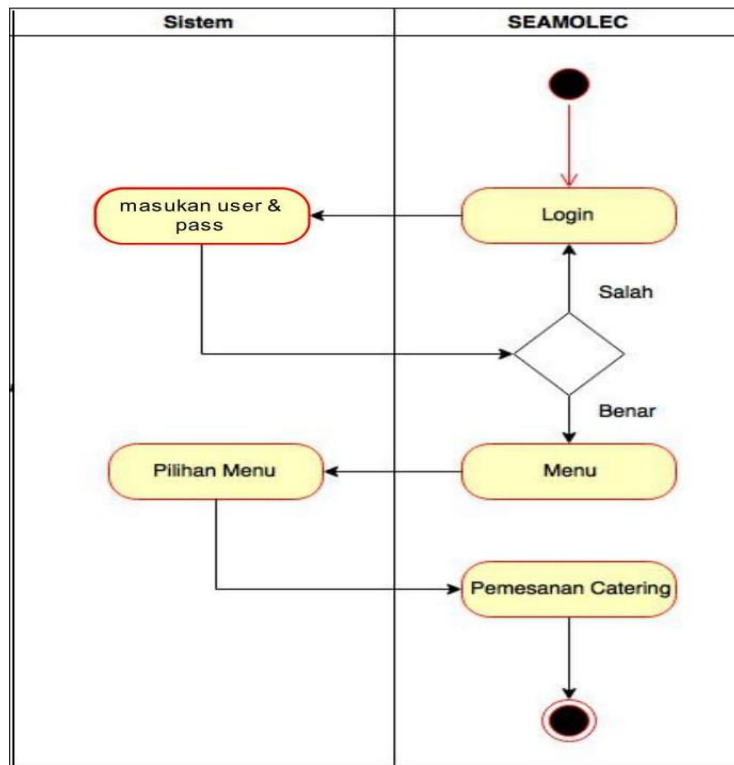 Sistem
SEAMOLEC
masukan user &
pass
Login
Salah
Benar
Pilihan Menu
Menu
Pemesanan Catering